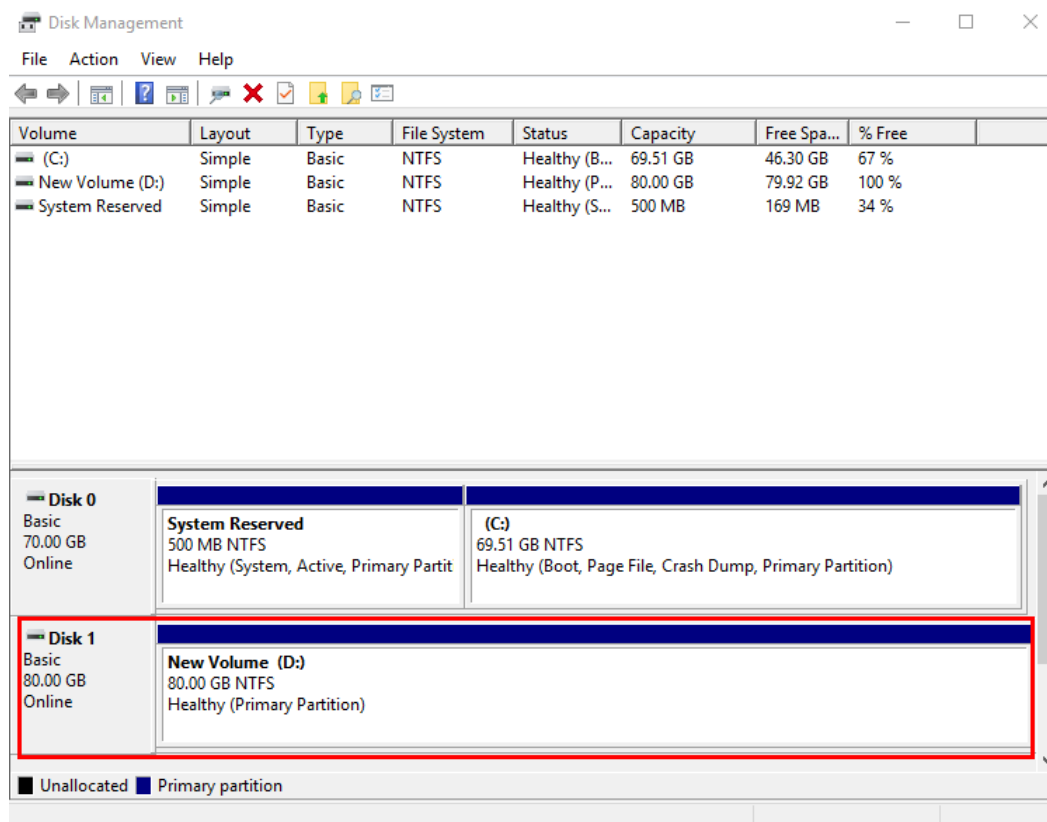 Disk Management
File Action View Help
Volume Layout Type File System Status Capacity Free Spa... % Free
(C:) Simple Basic NTFS Healthy (B... 69.51 GB 46.30 GB 67 %
New Volume (D:) Simple Basic NTFS Healthy (P... 80.00 GB 79.92 GB 100 %
System Reserved Simple Basic NTFS Healthy (S... 500 MB 169 MB 34 %
Disk 0
Basic
70.00 GB
Online
System Reserved
500 MB NTFS
Healthy (System, Active, Primary Partit
(C:)
69.51 GB NTFS
Healthy (Boot, Page File, Crash Dump, Primary Partition)
Disk 1
Basic
80.00 GB
Online
New Volume (D:)
80.00 GB NTFS
Healthy (Primary Partition)
Unallocated Primary partition